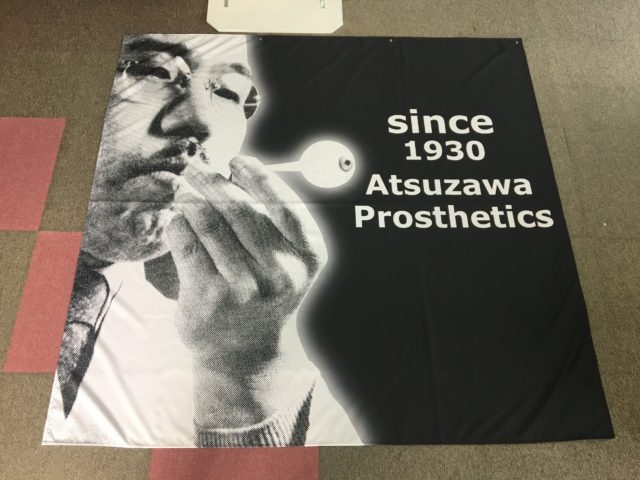 since
1930
Atsuzawa
Prosthetics